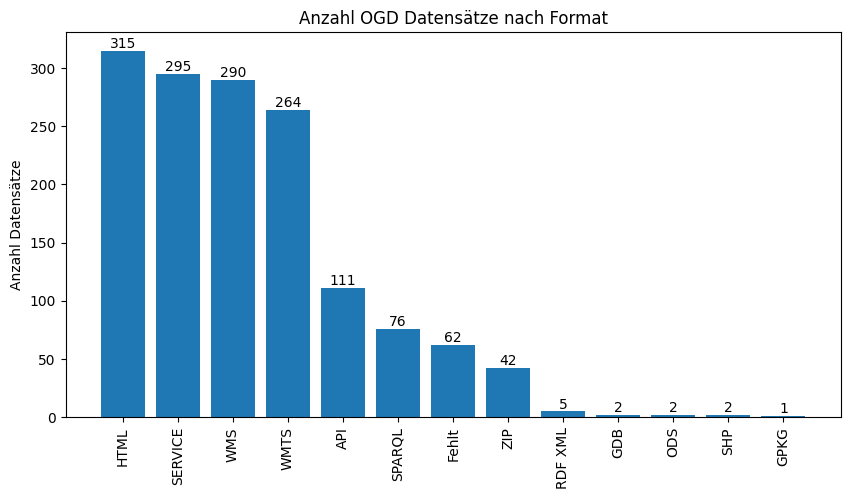 Anzahl OGD Datensätze nach Format
Anzahl Datensätze
300
250
200
150
100
50
0
315
295
290
264
111
76
62
42
5
2
2
2
1
HTML
SERVICE
WMS
WMTS
API
SPARQL
Fehlt
ZIP
RDF XML
GDB
ODS
SHP
GPKG